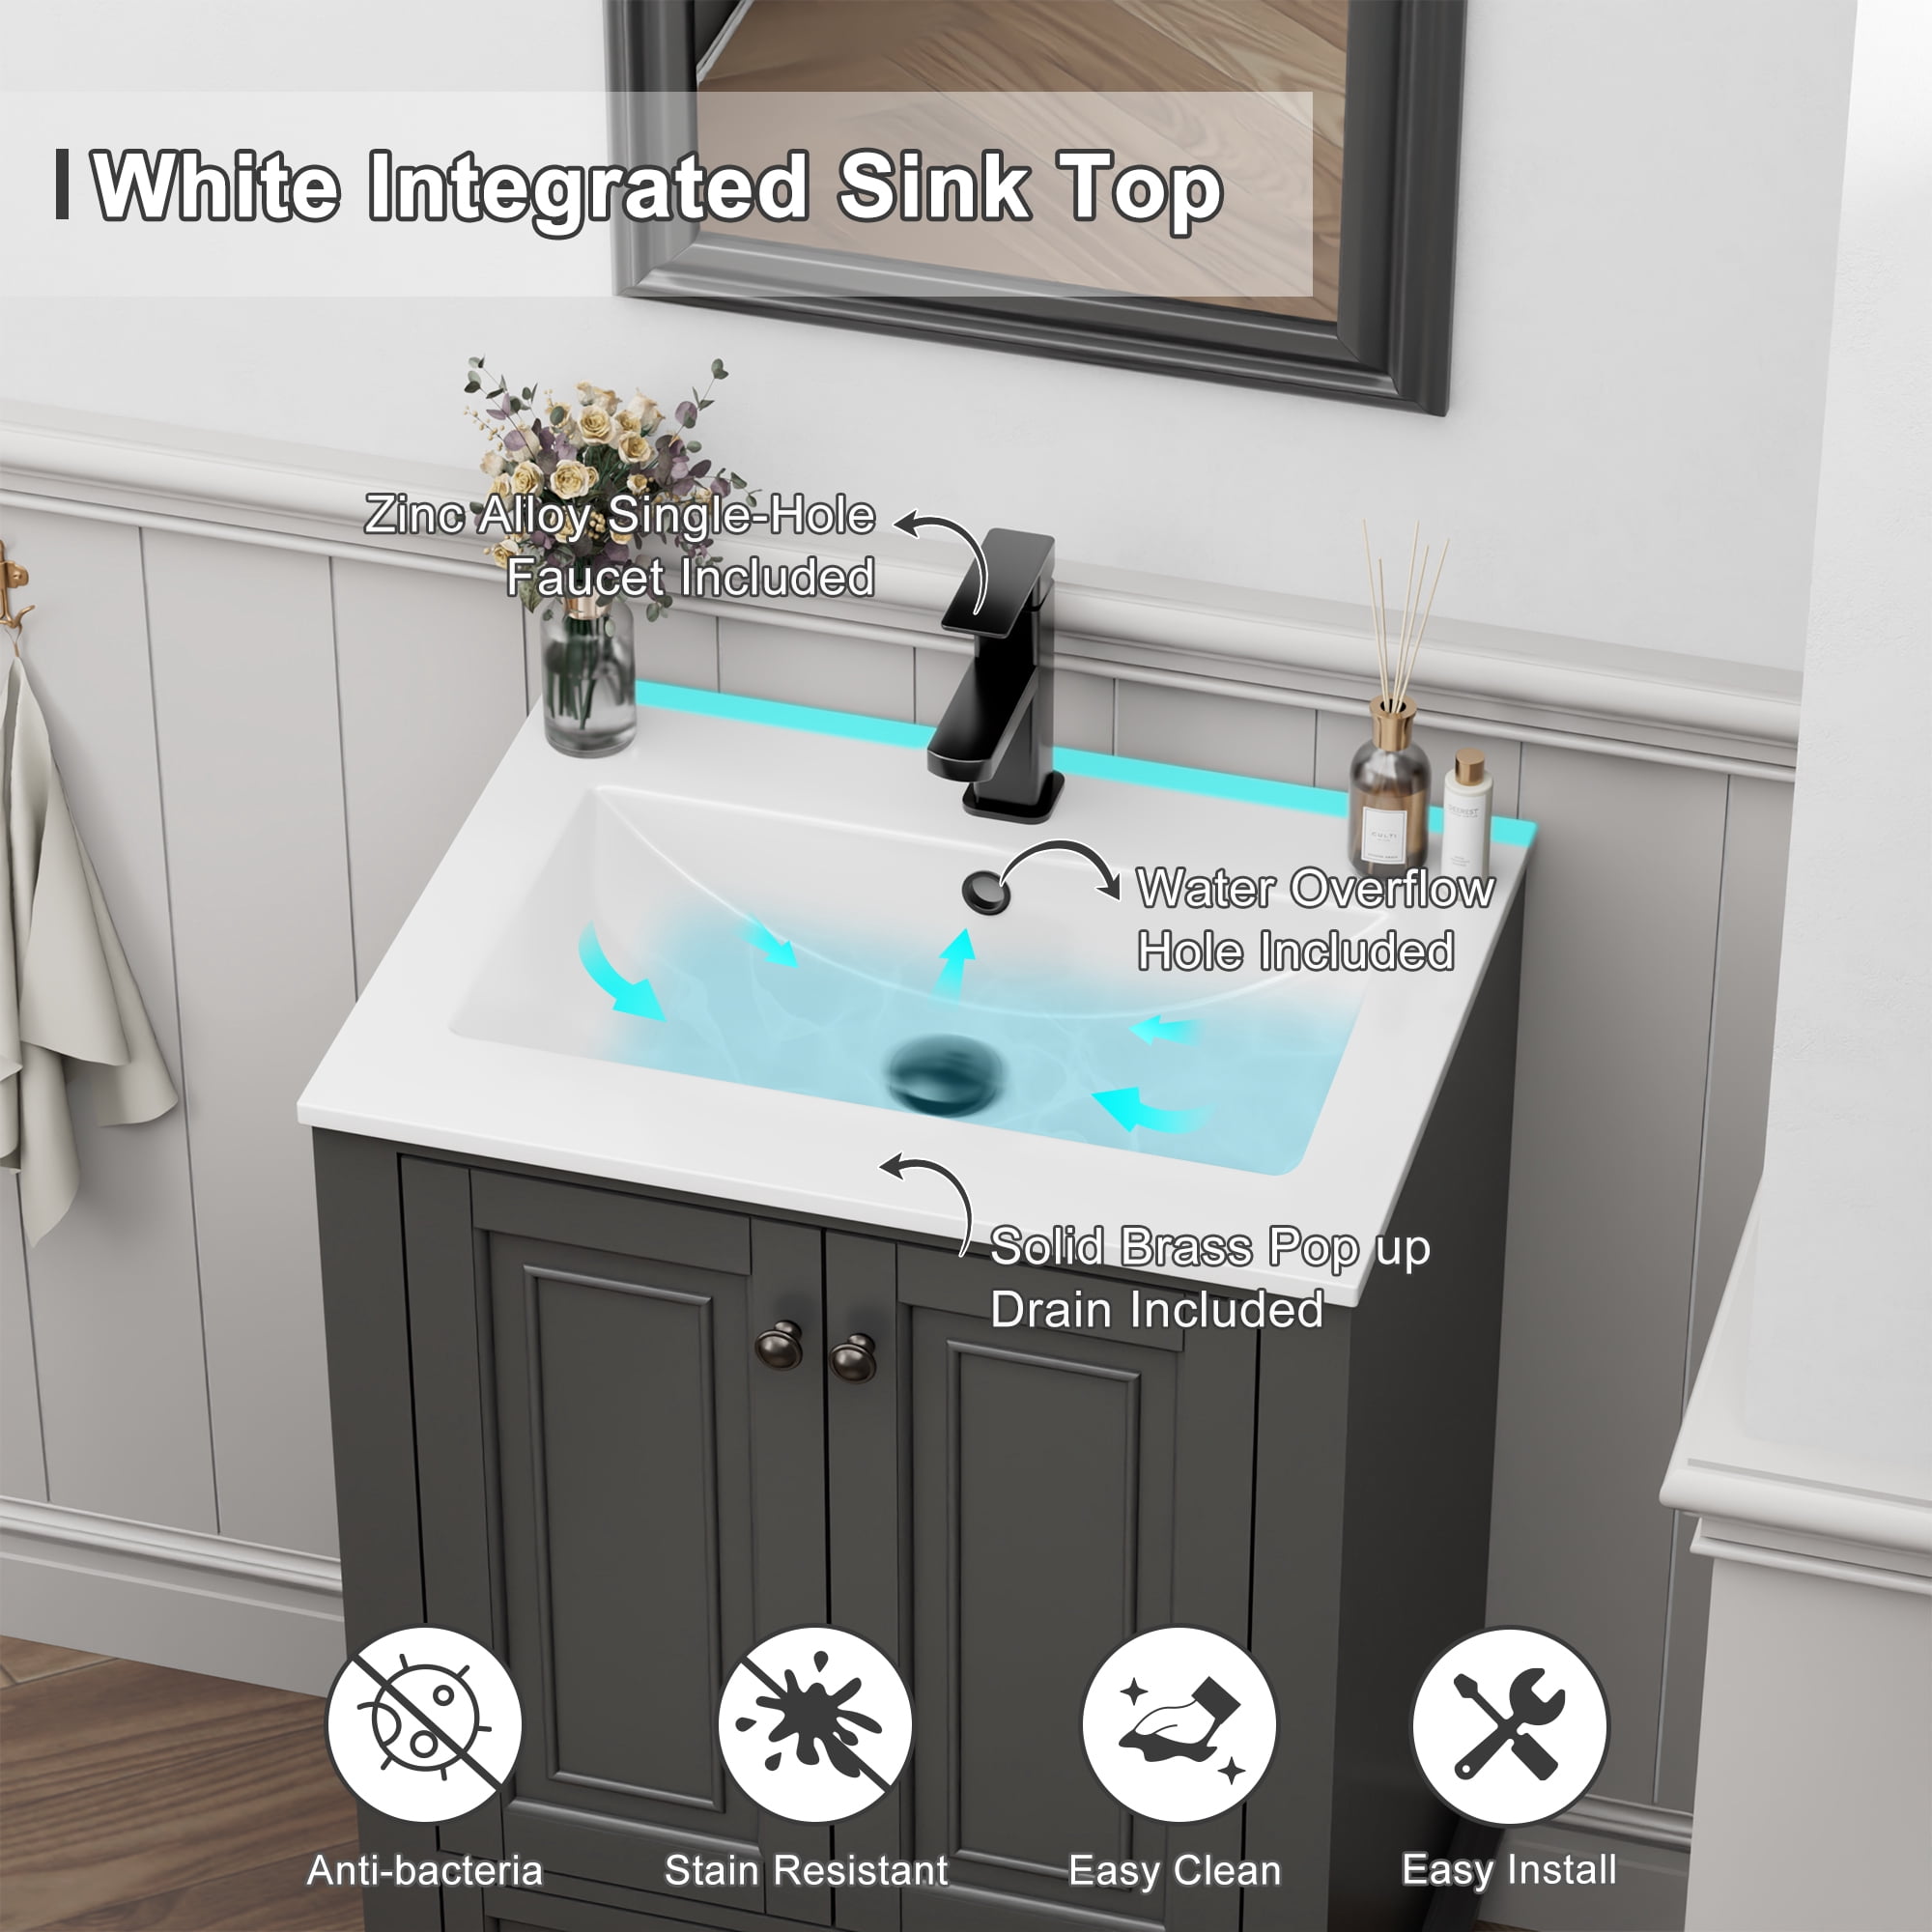 White Integrated Sink Top
Zinc Alloy Single-Hole
Faucet Included
CULTI
Water Overflow
Hole Included
Solid Brass Pop up
Drain Included
Anti-bacteria
Stain Resistant
Easy Clean
Easy Install